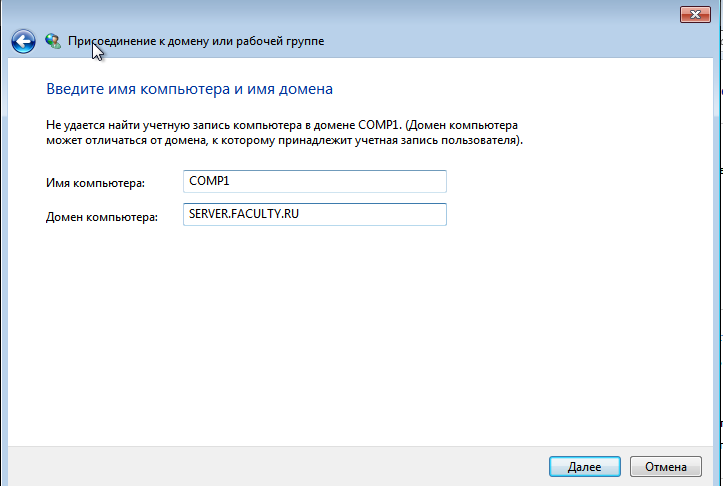 Присоединение к домену или рабочей группе
Введите имя компьютера и имя домена
Не удается найти учетную запись компьютера в домене COMP1. (Домен компьютера
может отличаться от домена, к которому принадлежит учетная запись пользователя).
Имя компьютера: COMP1
Домен компьютера: SERVER.FACULTY.RU
Далее Отмена